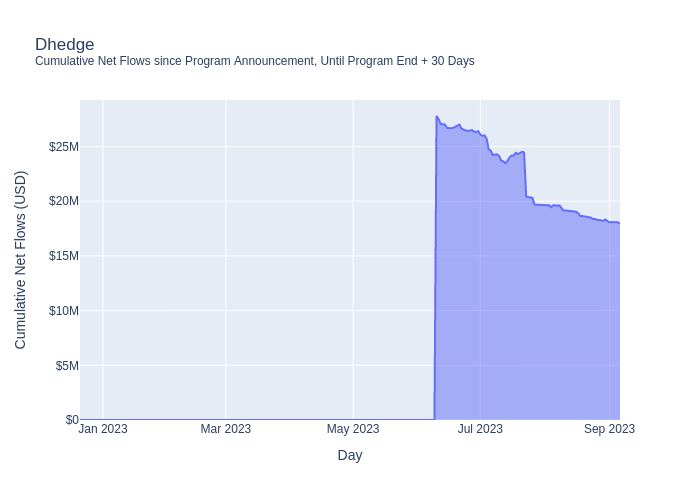 Dhedge
Cumulative Net Flows since Program Announcement, Until Program End + 30 Days
Cumulative Net Flows (USD)
$25M
$20M
$15M
$10M
$5M
$0
Jan 2023
Mar 2023
May 2023
Jul 2023
Sep 2023
Day